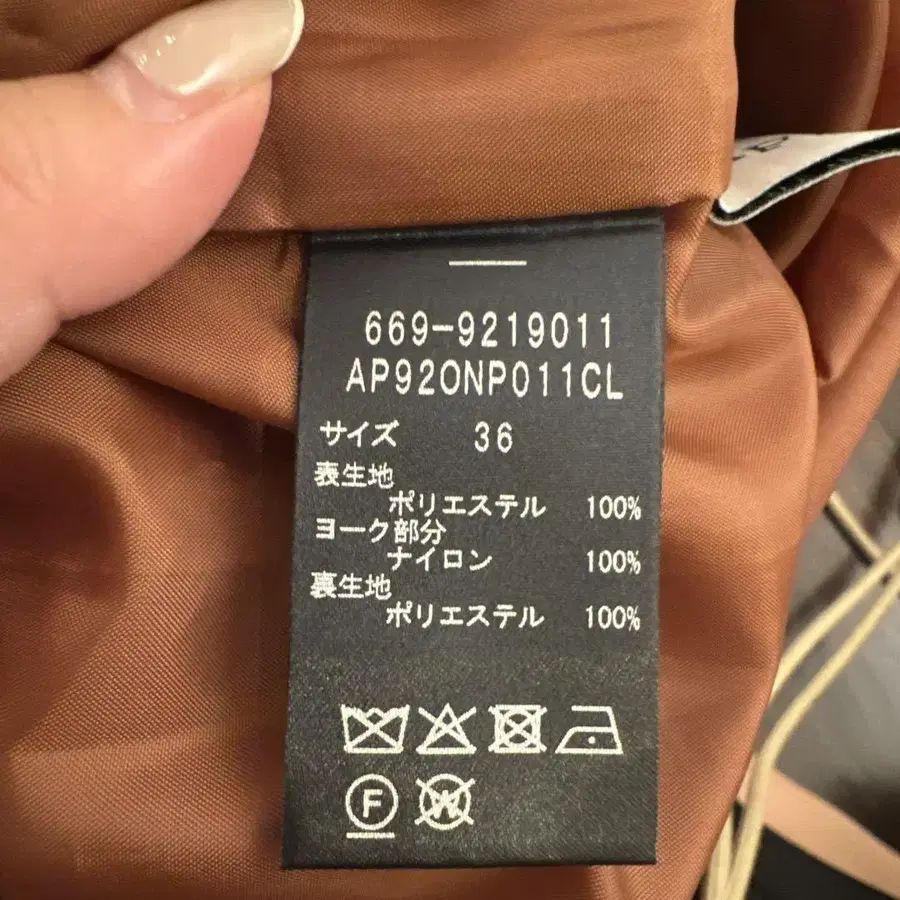 669-9219011
AP920NP011CL
サイズ 36
表生地
ポリエステル 100%
ヨーク部分
ナイロン 100%
裏生地
ポリエステル 100%
F
W